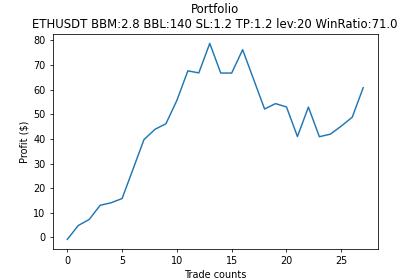 Portfolio
ETHUSDT BBM:2.8 BBL:140 SL:1.2 TP:1.2 lev:20 WinRatio:71.0
80
70
60
50
40
30
20
10
0
Profit ($)
0 5 10 15 20 25
Trade counts